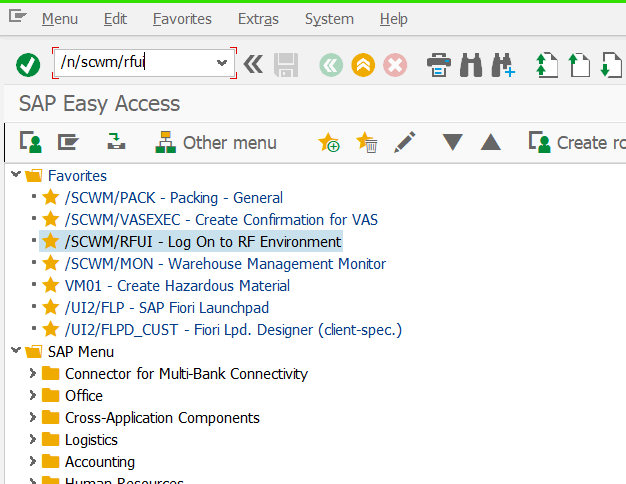 Menu Edit Favorites Extras System Help
/n/scwm/rfui
SAP Easy Access
Other menu Create ro
Favorites
/SCWM/PACK - Packing - General
/SCWM/VASEXEC - Create Confirmation for VAS
/SCWM/RFUI - Log On to RF Environment
/SCWM/MON - Warehouse Management Monitor
VM01 - Create Hazardous Material
/UI2/FLP - SAP Fiori Launchpad
/UI2/FLPD_CUST - Fiori Lpd. Designer (client-spec.)
SAP Menu
Connector for Multi-Bank Connectivity
Office
Cross-Application Components
Logistics
Accounting
Human Resources